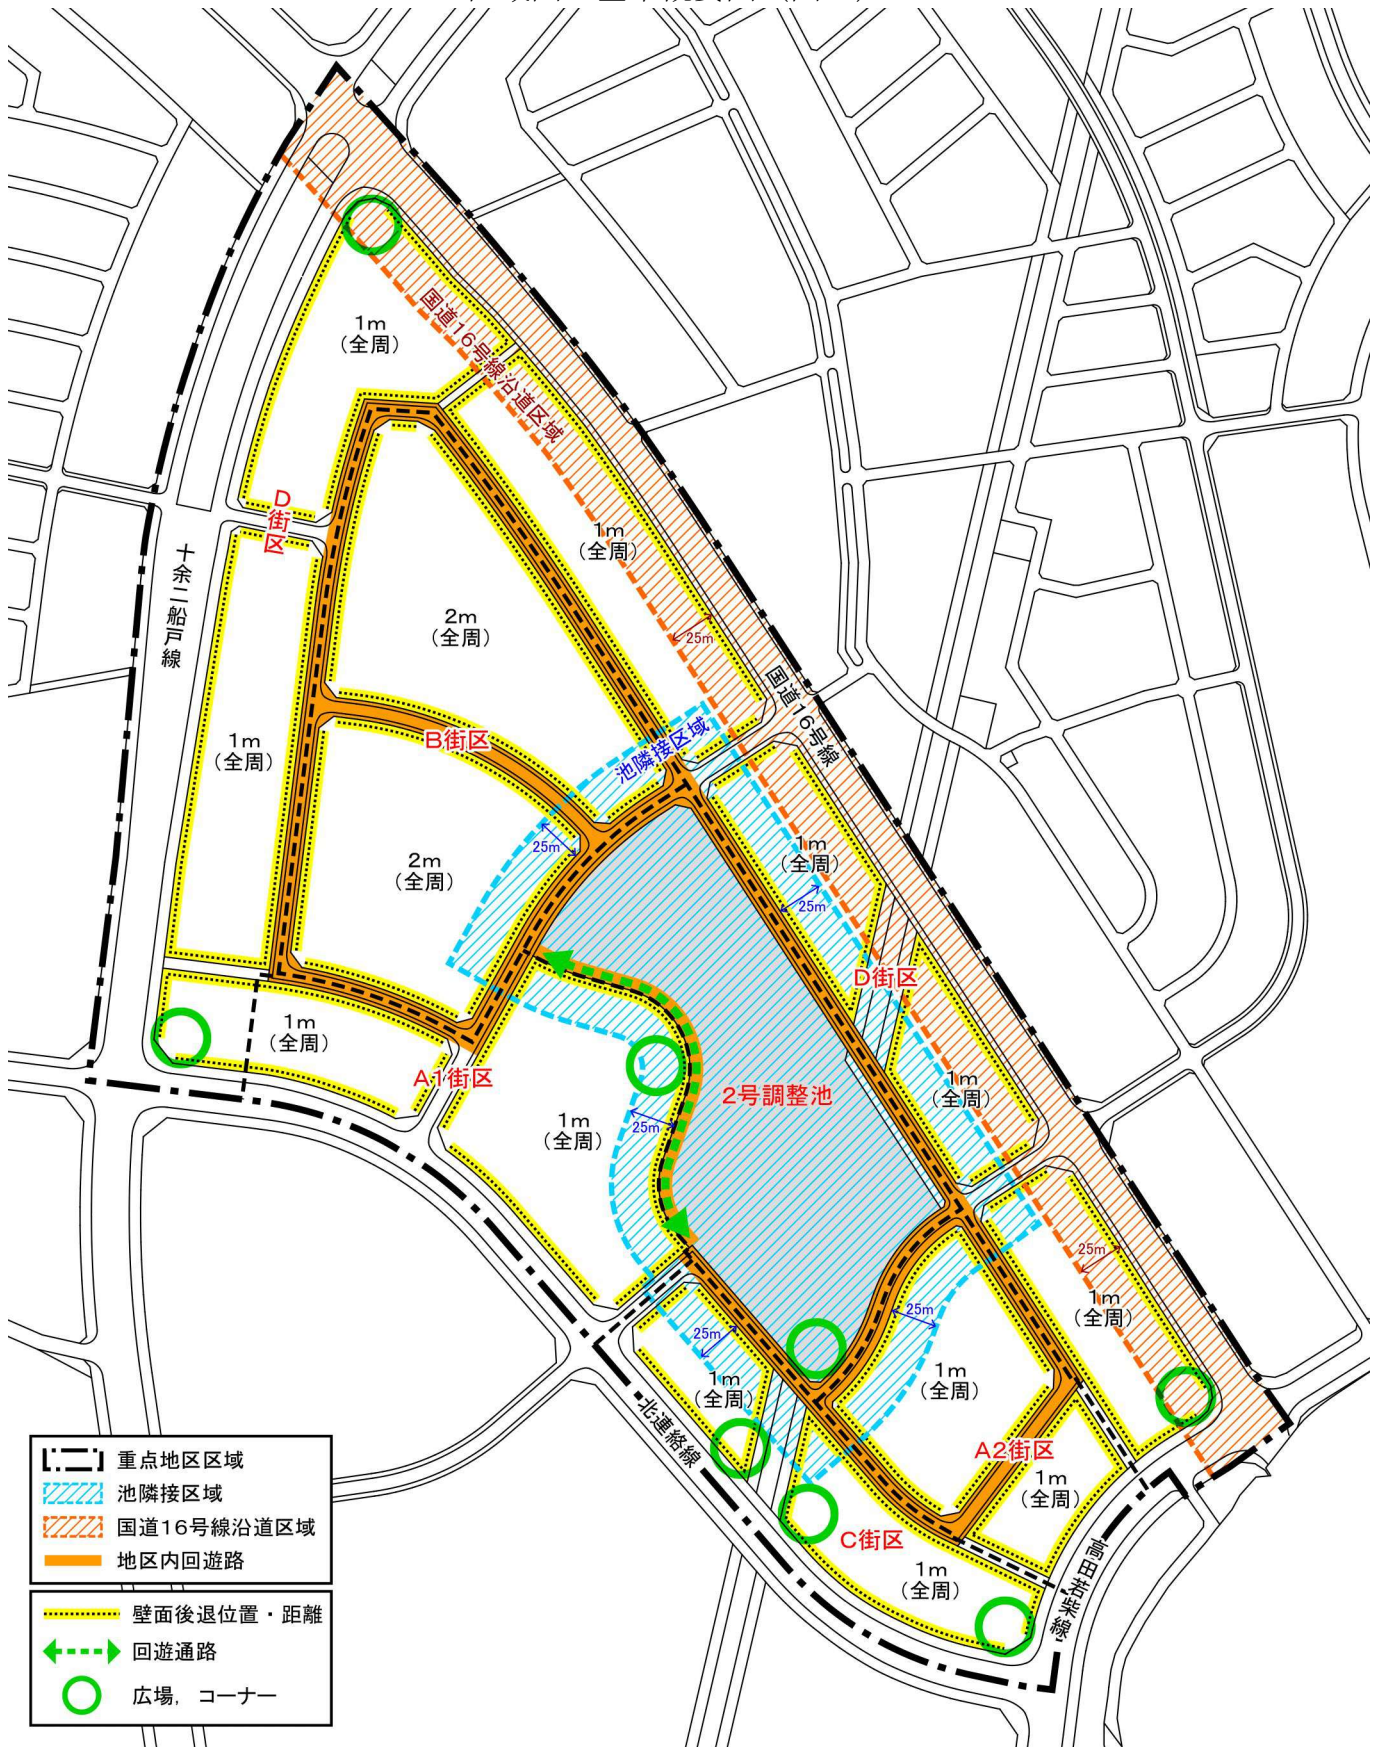 1m
(全周)
国道16号線沿道区域
D街区
十余二船戸線
1m
(全周)
2m
(全周)
25m
国道16号線
1m
(全周)
B街区
池隣接区域
25m
2m
(全周)
1m
(全周)
25m
D街区
1m
(全周)
A1街区
2号調整池
1m
(全周)
1m
(全周)
25m
25m
1m
(全周)
25m
25m
1m
(全周)
1m
(全周)
北連絡線
A2街区
1m
(全周)
C街区
1m
(全周)
高田若柴線
重点地区区域
池隣接区域
国道16号線沿道区域
地区内回遊路
壁面後退位置・距離
回遊通路
広場, コーナー